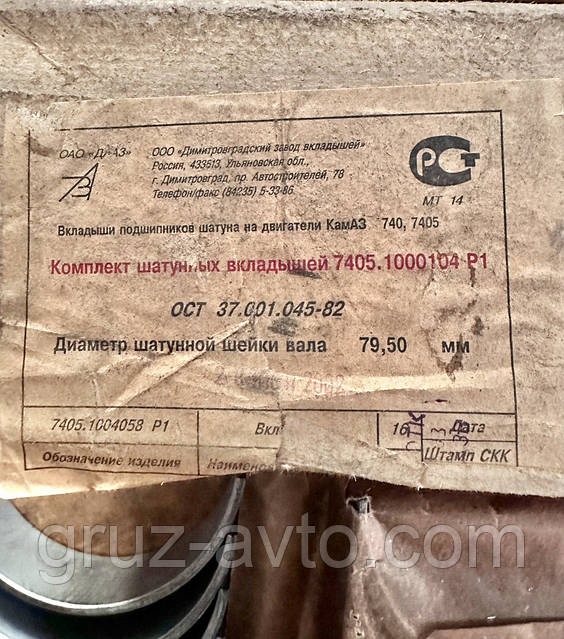 ОАО «ДААЗ»
ООО «Димитровградский завод вкладышей»
Россия, 433513, Ульяновская обл.,
г. Димитровград, пр. Автостроителей, 78
Телефон/факс (84235) 5-33-86
РСТ
МТ 14
Вкладыши подшипников шатуна на двигатели КамАЗ 740, 7405
Комплект шатунных вкладышей 7405.1000104 Р1
ОСТ 37.001.045-82
Диаметр шатунной шейки вала 79,50 мм
7405.1004058 Р1 Вкл 16 Дата
Обозначение изделия Штамп СКК
gruz-avto.com